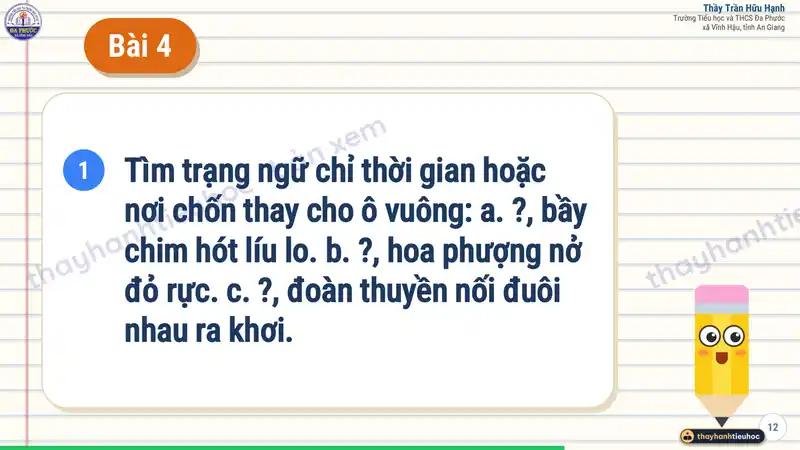 Thầy Trần Hữu Hạnh
Trường Tiểu học và THCS Đa Phước
xã Vĩnh Hậu, tỉnh An Giang
ĐA PHƯỚC
Bài 4
1
Tìm trạng ngữ chỉ thời gian hoặc
nơi chốn thay cho ô vuông: a. ?, bầy
chim hót líu lo. b. ?, hoa phượng nở
đỏ rực. c. ?, đoàn thuyền nối đuôi
nhau ra khơi.
thayhanhtieuhoc
12